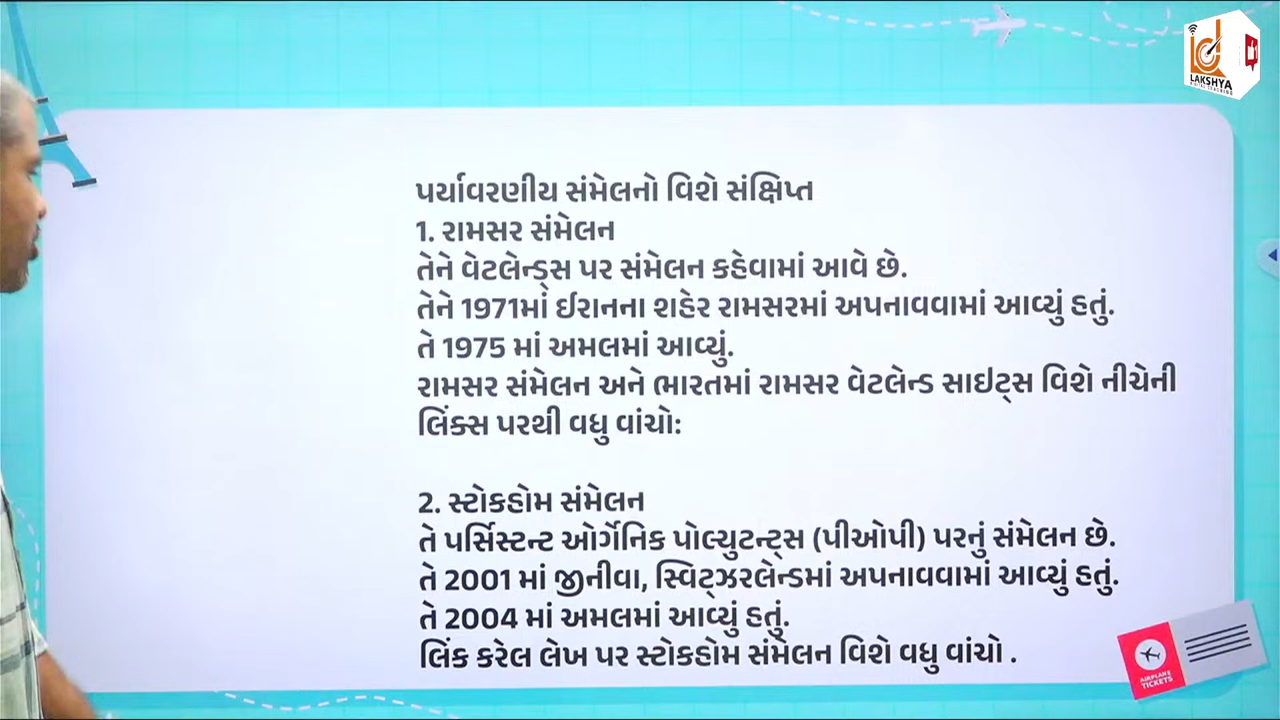 LAKSHYA
પર્યાવરણીય સંમેલનો વિશે સંક્ષિપ્ત
1. રામસર સંમેલન
તેને વેટલેન્ડ્સ પર સંમેલન કહેવામાં આવે છે.
તેને 1971માં ઈરાનના શહેર રામસરમાં અપનાવવામાં આવ્યું હતું.
તે 1975 માં અમલમાં આવ્યું.
રામસર સંમેલન અને ભારતમાં રામસર વેટલેન્ડ સાઇટ્સ વિશે નીચેની
લિંક્સ પરથી વધુ વાંચો:
2. સ્ટોકહોમ સંમેલન
તે પર્સિસ્ટન્ટ ઓર્ગેનિક પોલ્યુટન્ટ્સ (પીઓપી) પરનું સંમેલન છે.
તે 2001 માં જીનીવા, સ્વિટ્ઝરલેન્ડમાં અપનાવવામાં આવ્યું હતું.
તે 2004 માં અમલમાં આવ્યું હતું.
લિંક કરેલ લેખ પર સ્ટોકહોમ સંમેલન વિશે વધુ વાંચો .
AIRPLANE
TICKETS